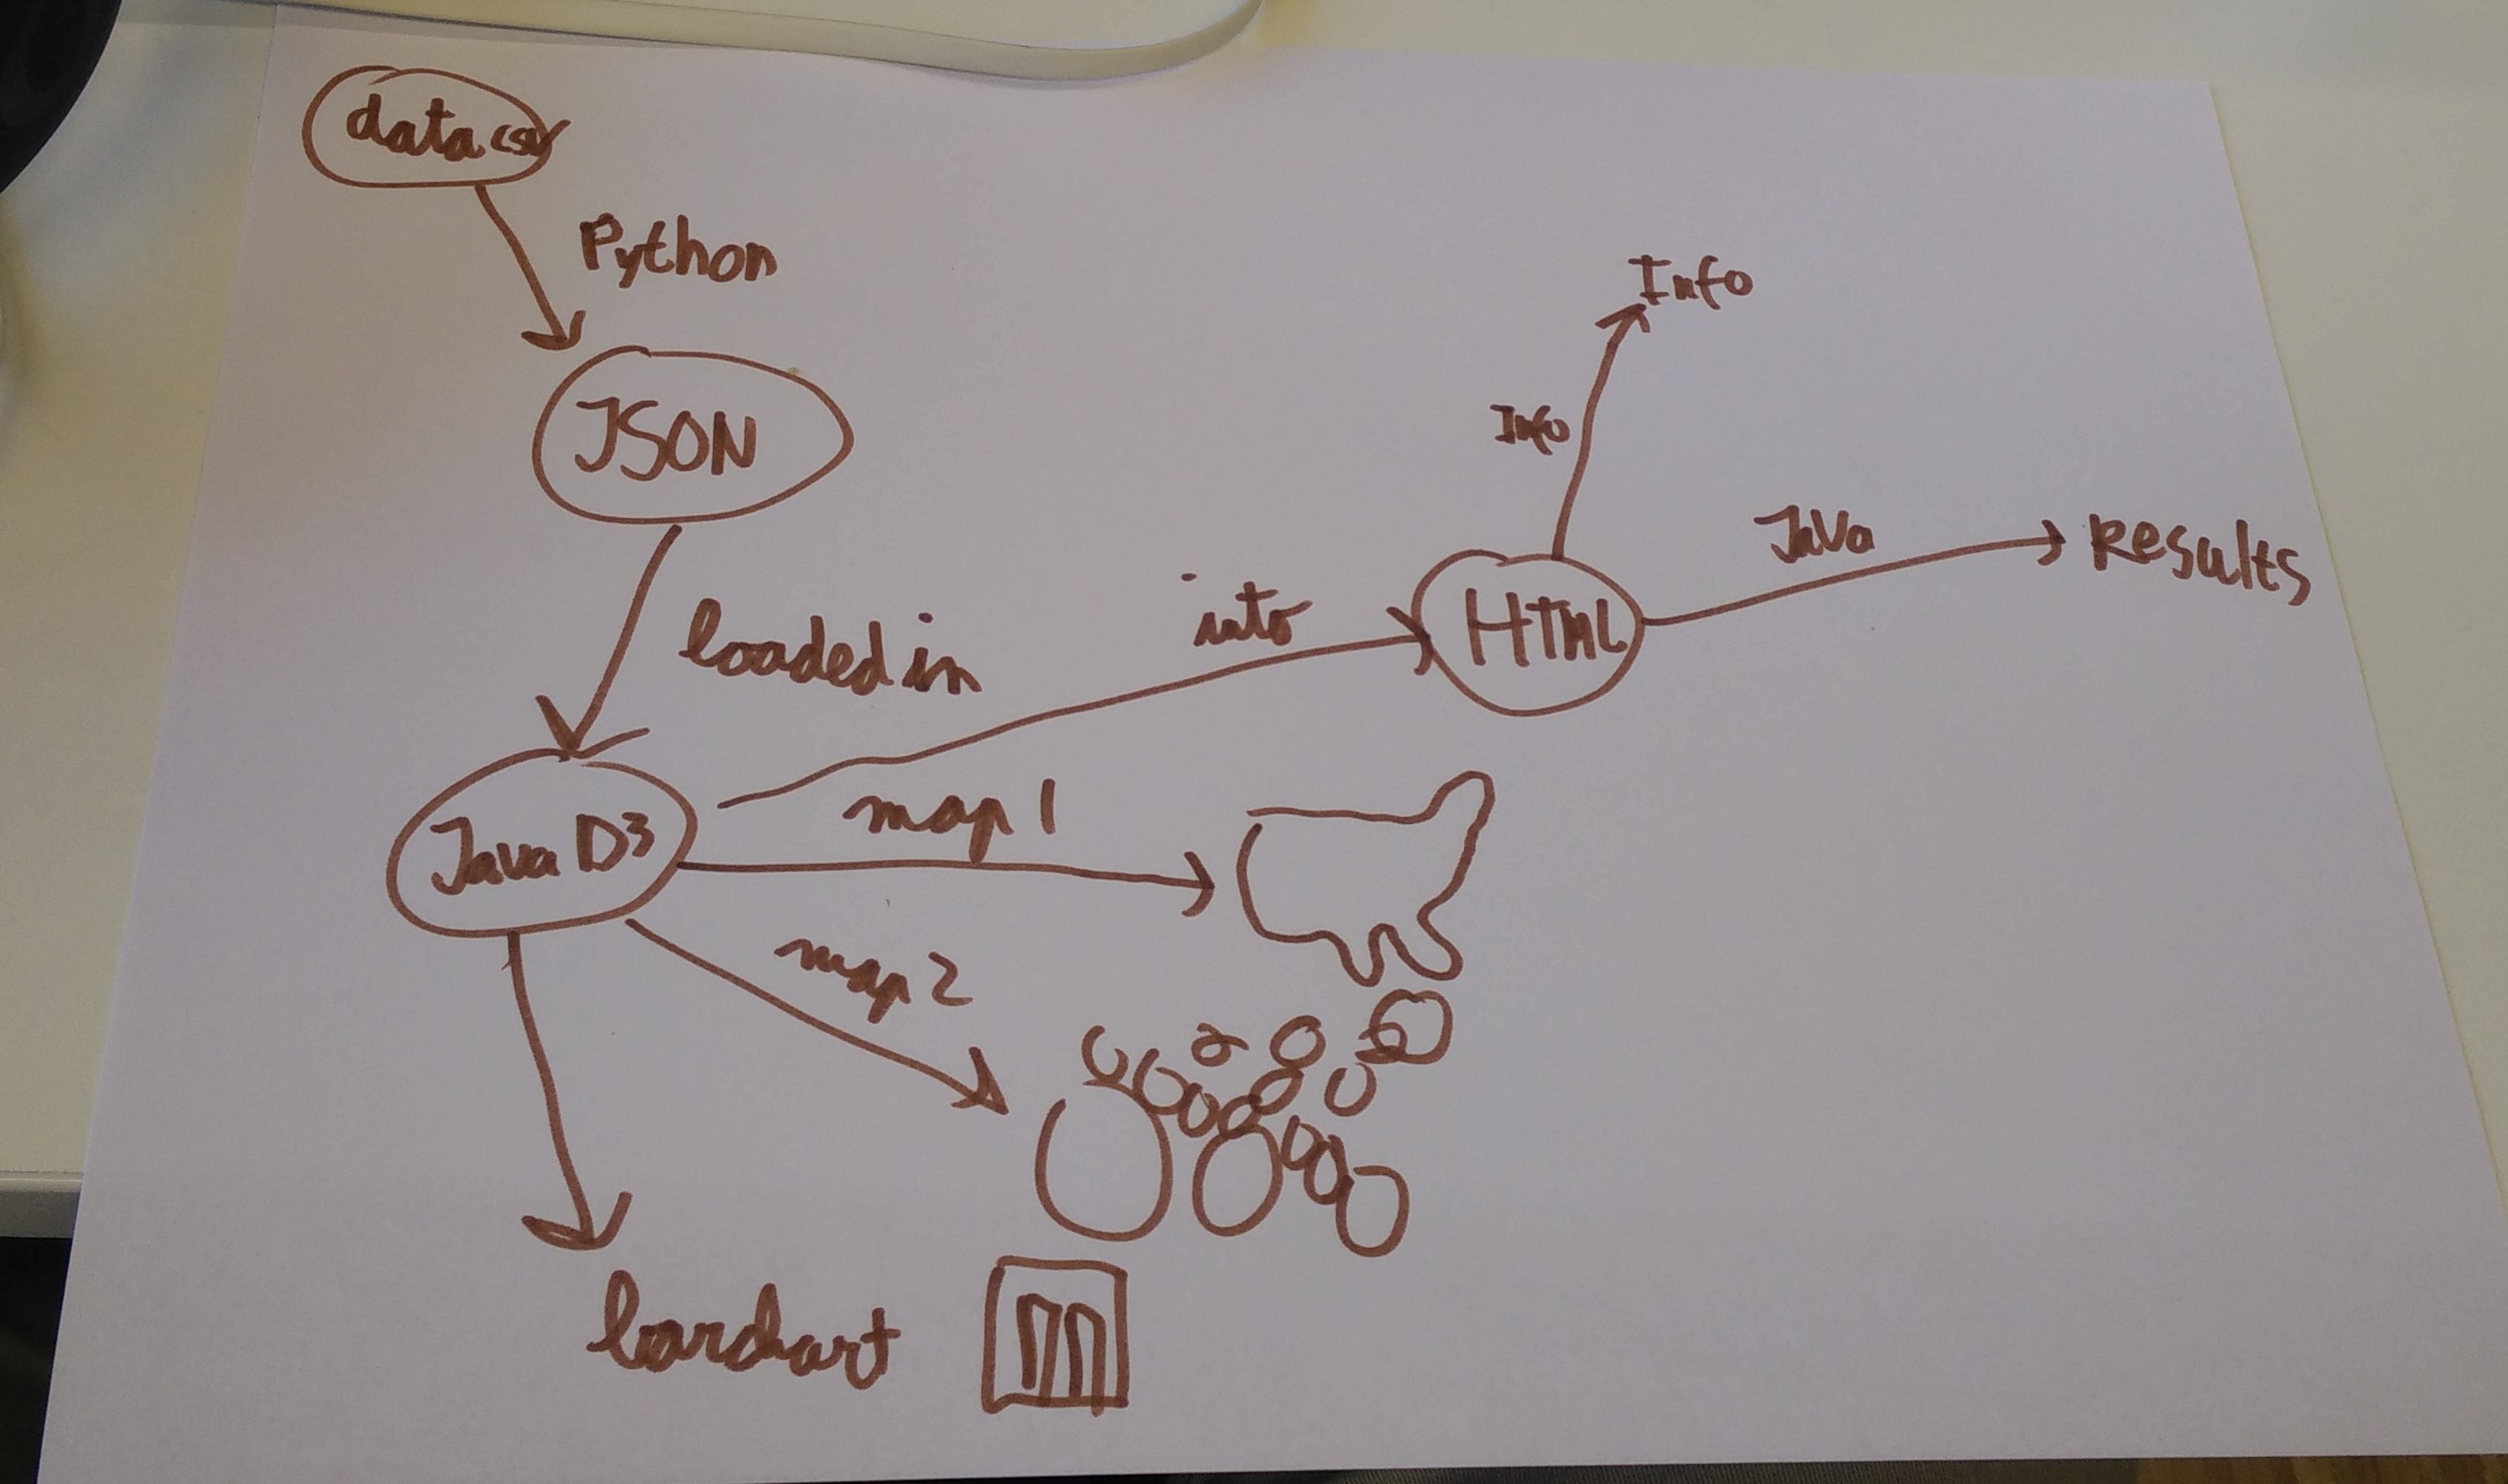 data csv
Python
JSON
loaded in
Java D3
into
HTML
Info
Info
Java
Results
map 1
map 2
barchart